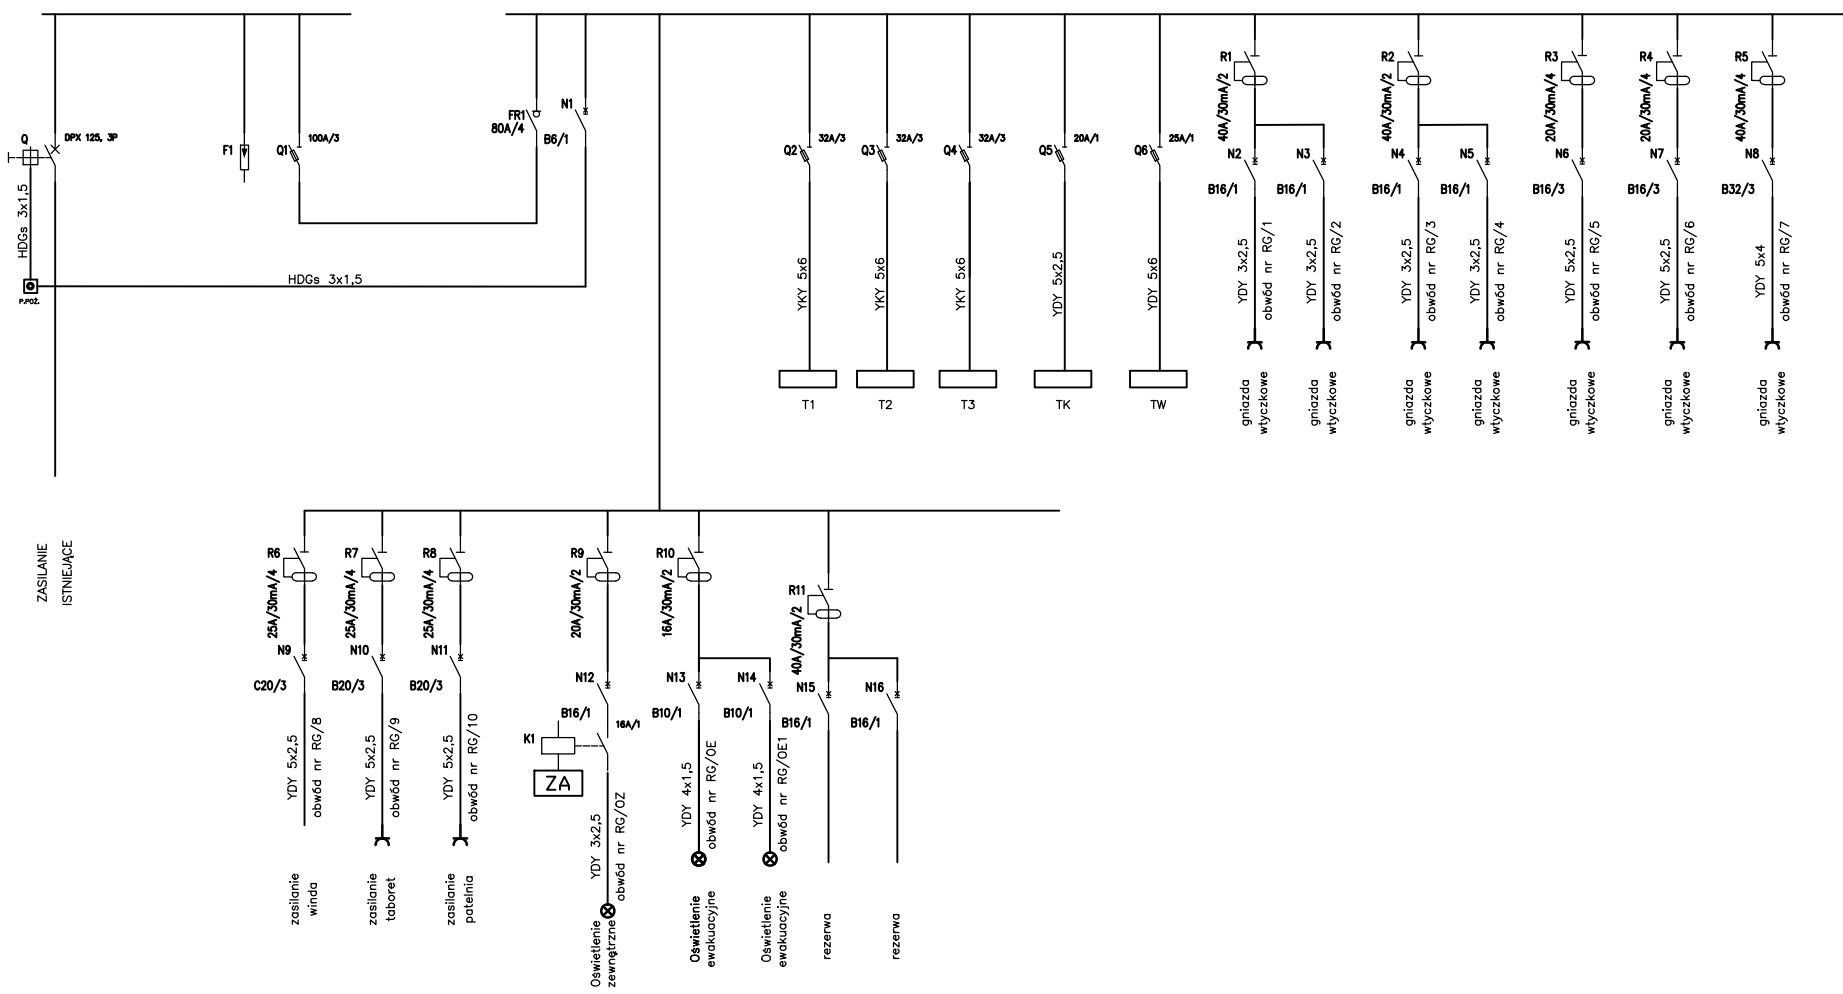 Q
DPX 125, 3P
HDGs 3x1,5
P.POŻ.
ZASILANIE
ISTNIEJĄCE
F1
Q1
100A/3
HDGs 3x1,5
FR1
80A/4
N1
B6/1
Q2
32A/3
YKY 5x6
T1
Q3
32A/3
YKY 5x6
T2
Q4
32A/3
YKY 5x6
T3
Q5
20A/1
YDY 5x2,5
TK
Q6
25A/1
YDY 5x6
TW
R1
40A/30mA/2
N2
B16/1
YDY 3x2,5
obwód nr RG/1
gniazda
wtyczkowe
N3
B16/1
YDY 3x2,5
obwód nr RG/2
gniazda
wtyczkowe
R2
40A/30mA/2
N4
B16/1
YDY 3x2,5
obwód nr RG/3
gniazda
wtyczkowe
N5
B16/1
YDY 3x2,5
obwód nr RG/4
gniazda
wtyczkowe
R3
20A/30mA/4
N6
B16/3
YDY 5x2,5
obwód nr RG/5
gniazda
wtyczkowe
R4
20A/30mA/4
N7
B16/3
YDY 5x2,5
obwód nr RG/6
gniazda
wtyczkowe
R5
40A/30mA/4
N8
B32/3
YDY 5x4
obwód nr RG/7
gniazda
wtyczkowe
R6
25A/30mA/4
N9
C20/3
YDY 5x2,5
obwód nr RG/8
zasilanie
winda
R7
25A/30mA/4
N10
B20/3
YDY 5x2,5
obwód nr RG/9
zasilanie
taboret
R8
25A/30mA/4
N11
B20/3
YDY 5x2,5
obwód nr RG/10
zasilanie
patelnia
R9
20A/30mA/2
N12
B16/1
16A/1
K1
ZA
YDY 3x2,5
obwód nr RG/OZ
Oświetlenie
zewnętrzne
R10
16A/30mA/2
N13
B10/1
YDY 4x1,5
obwód nr RG/OE
Oświetlenie
ewakuacyjne
N14
B10/1
YDY 4x1,5
obwód nr RG/OE1
Oświetlenie
ewakuacyjne
R11
40A/30mA/2
N15
B16/1
rezerwa
N16
B16/1
rezerwa